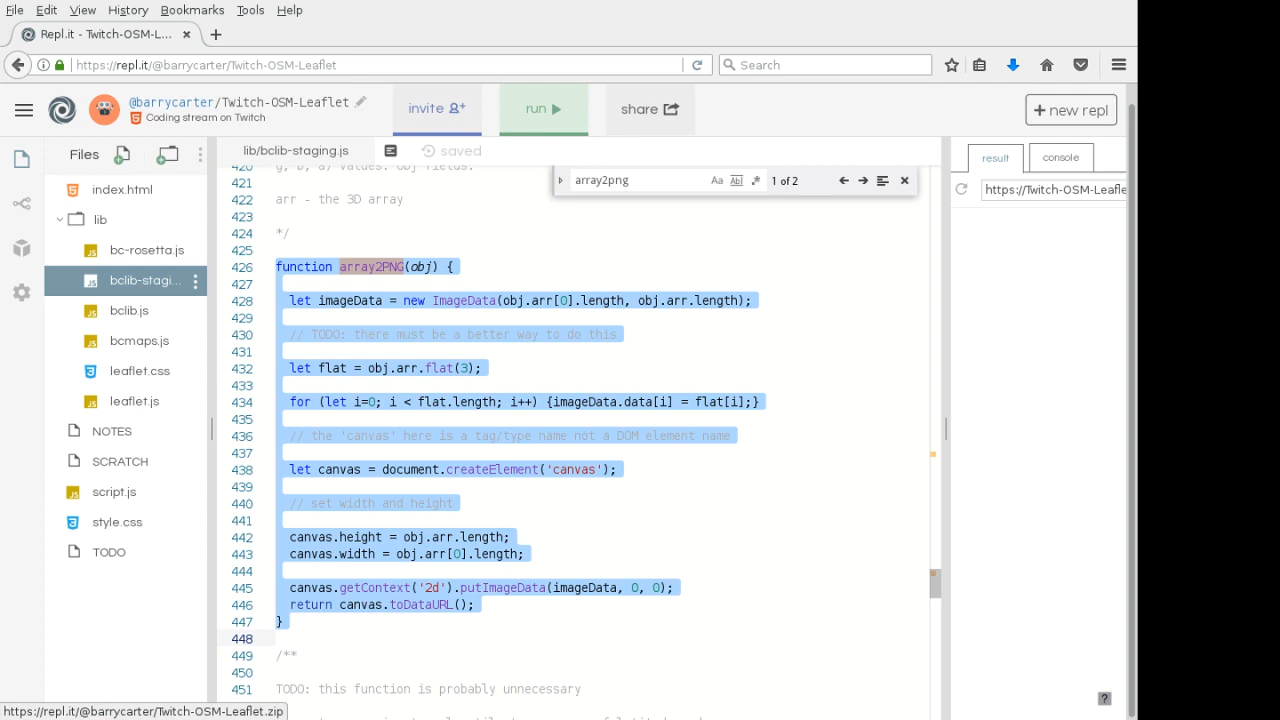 File Edit View History Bookmarks Tools Help
Repl.it - Twitch-OSM-L... × +
https://repl.it/@barrycarter/Twitch-OSM-Leaflet Search
@barrycarter/Twitch-OSM-Leaflet
Coding stream on Twitch
invite run share + new repl
Files
lib/bclib-staging.js saved
result console
https://Twitch-OSM-Leafle
array2png Aa Ab| .* 1 of 2
index.html
lib
bc-rosetta.js
bclib-stagi...
bclib.js
bcmaps.js
leaflet.css
leaflet.js
NOTES
SCRATCH
script.js
style.css
TODO
420 g, b, a) values. obj fields:
421
422 arr - the 3D array
423
424 */
425
426 function array2PNG(obj) {
427
428 let imageData = new ImageData(obj.arr[0].length, obj.arr.length);
429
430 // TODO: there must be a better way to do this
431
432 let flat = obj.arr.flat(3);
433
434 for (let i=0; i < flat.length; i++) {imageData.data[i] = flat[i];}
435
436 // the 'canvas' here is a tag/type name not a DOM element name
437
438 let canvas = document.createElement('canvas');
439
440 // set width and height
441
442 canvas.height = obj.arr.length;
443 canvas.width = obj.arr[0].length;
444
445 canvas.getContext('2d').putImageData(imageData, 0, 0);
446 return canvas.toDataURL();
447 }
448
449 /**
450
451 TODO: this function is probably unnecessary
?
https://repl.it/@barrycarter/Twitch-OSM-Leaflet.zip